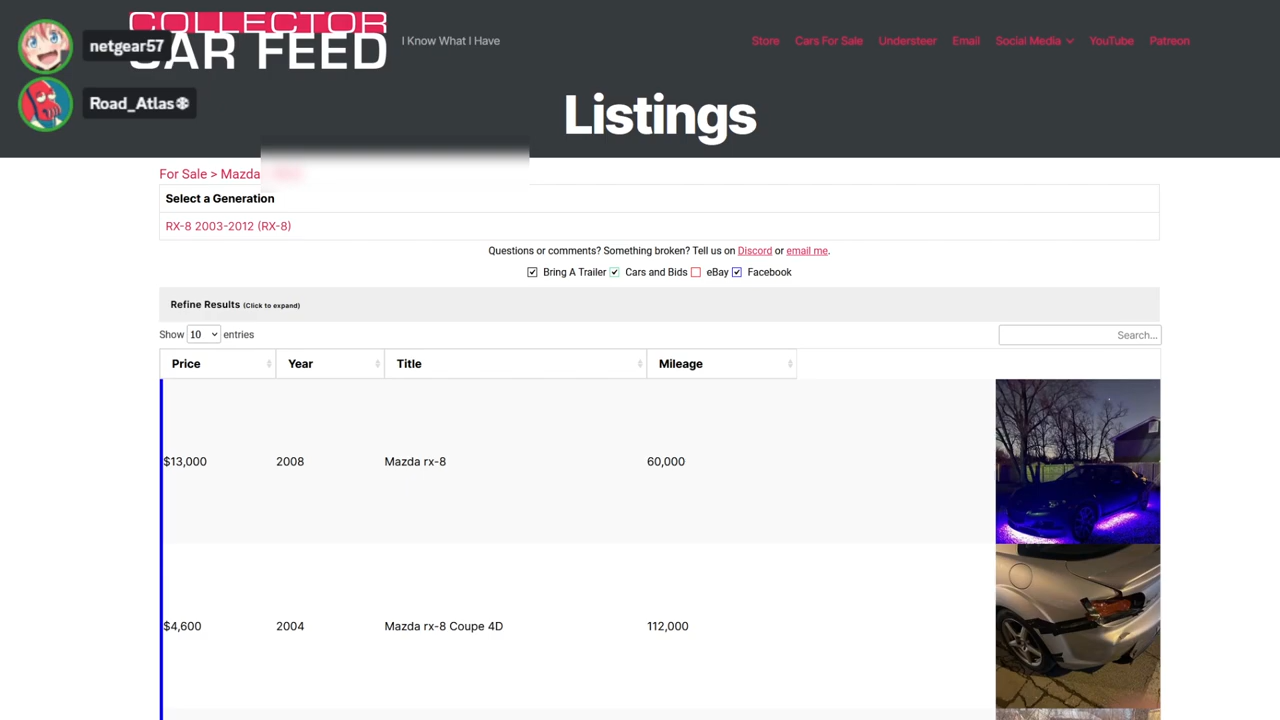 COLLECTOR
CAR FEED
I Know What I Have
Store
Cars For Sale
Understeer
Email
Social Media
YouTube
Patreon
netgear57
Road_Atlas
Listings
For Sale > Mazda
Select a Generation
RX-8 2003-2012 (RX-8)
Questions or comments? Something broken? Tell us on Discord or email me.
Bring A Trailer Cars and Bids eBay Facebook
Refine Results (Click to expand)
Show 10 entries
Search...
Price Year Title Mileage
$13,000 2008 Mazda rx-8 60,000
$4,600 2004 Mazda rx-8 Coupe 4D 112,000